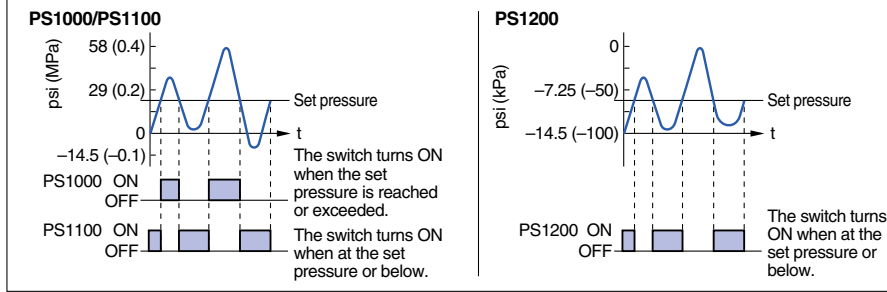 PS1000/PS1100
psi (MPa)
58 (0.4)
29 (0.2)
0
–14.5 (–0.1)
Set pressure
t
PS1000 ON
OFF
The switch turns ON
when the set
pressure is reached
or exceeded.
PS1100 ON
OFF
The switch turns ON
when at the set
pressure or below.
PS1200
psi (kPa)
0
–7.25 (–50)
–14.5 (–100)
Set pressure
t
PS1200 ON
OFF
The switch turns
ON when at the
set pressure or
below.